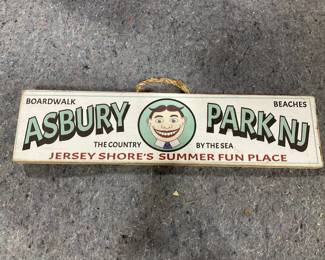 BOARDWALK BEACHES
ASBURY PARK NJ
THE COUNTRY BY THE SEA
JERSEY SHORE'S SUMMER FUN PLACE